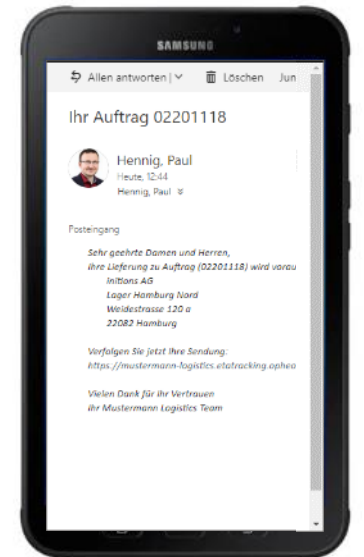 SAMSUNG
Allen antworten | Löschen Jun
Ihr Auftrag 02201118
Hennig, Paul
Heute, 12:44
Hennig, Paul
Posteingang
Sehr geehrte Damen und Herren,
Ihre Lieferung zu Auftrag (02201118) wird vorau
initions AG
Lager Hamburg Nord
Weidestrasse 120 a
22082 Hamburg
Verfolgen Sie jetzt Ihre Sendung:
https://mustermann-logistics.etatracking.opheo
Vielen Dank für Ihr Vertrauen
Ihr Mustermann Logistics Team